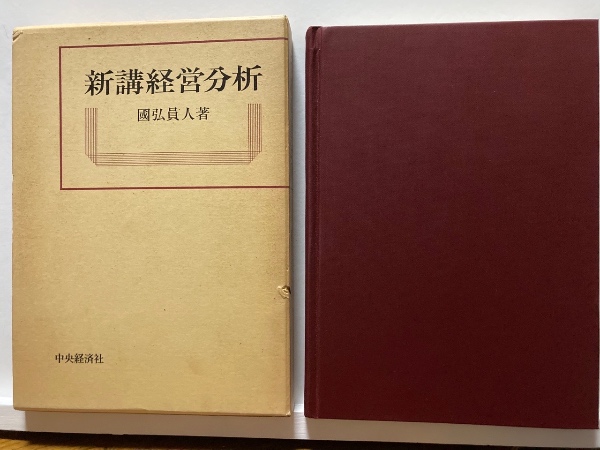 新講経営分析
國弘員人著
中央経済社